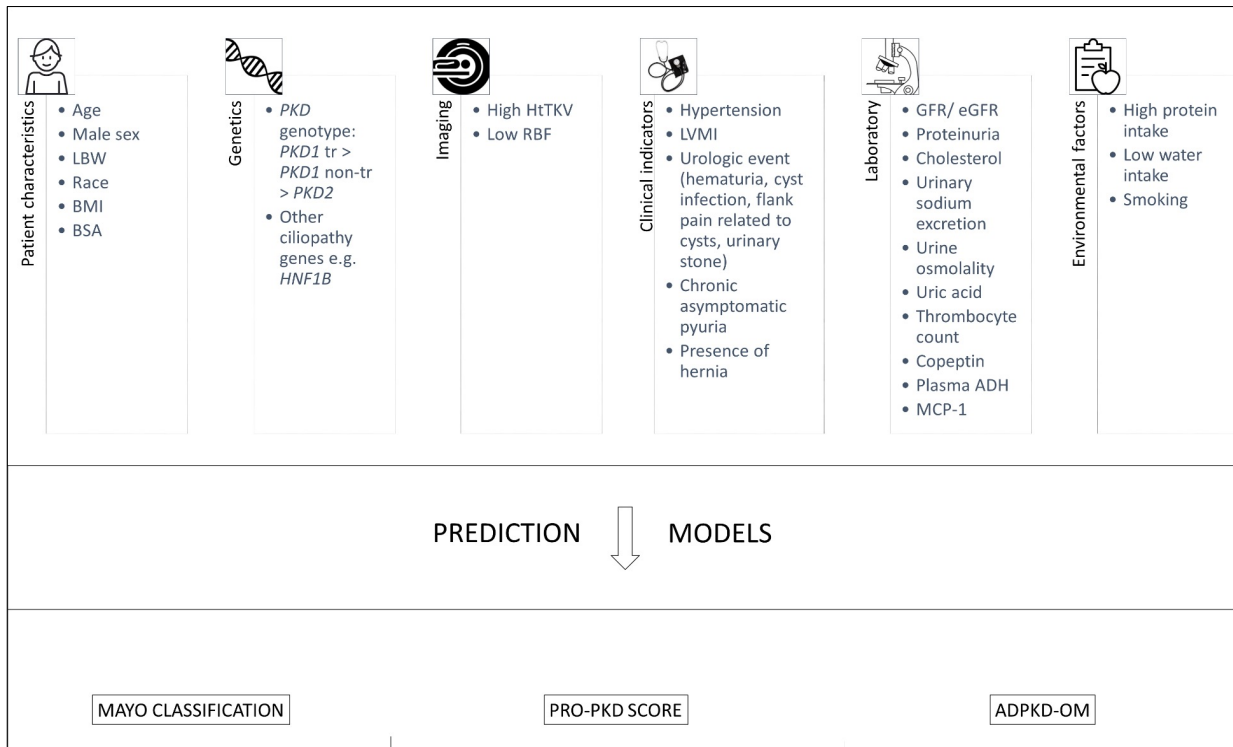 Patient characteristics
• Age
• Male sex
• LBW
• Race
• BMI
• BSA
Genetics
• PKD
genotype:
PKD1 tr >
PKD1 non-tr
> PKD2
• Other
ciliopathy
genes e.g.
HNF1B
Imaging
• High HtTKV
• Low RBF
Clinical indicators
• Hypertension
• LVMI
• Urologic event
(hematuria, cyst
infection, flank
pain related to
cysts, urinary
stone)
• Chronic
asymptomatic
pyuria
• Presence of
hernia
Laboratory
• GFR/ eGFR
• Proteinuria
• Cholesterol
• Urinary
sodium
excretion
• Urine
osmolality
• Uric acid
• Thrombocyte
count
• Copeptin
• Plasma ADH
• MCP-1
Environmental factors
• High protein
intake
• Low water
intake
• Smoking
PREDICTION MODELS
MAYO CLASSIFICATION
PRO-PKD SCORE
ADPKD-OM